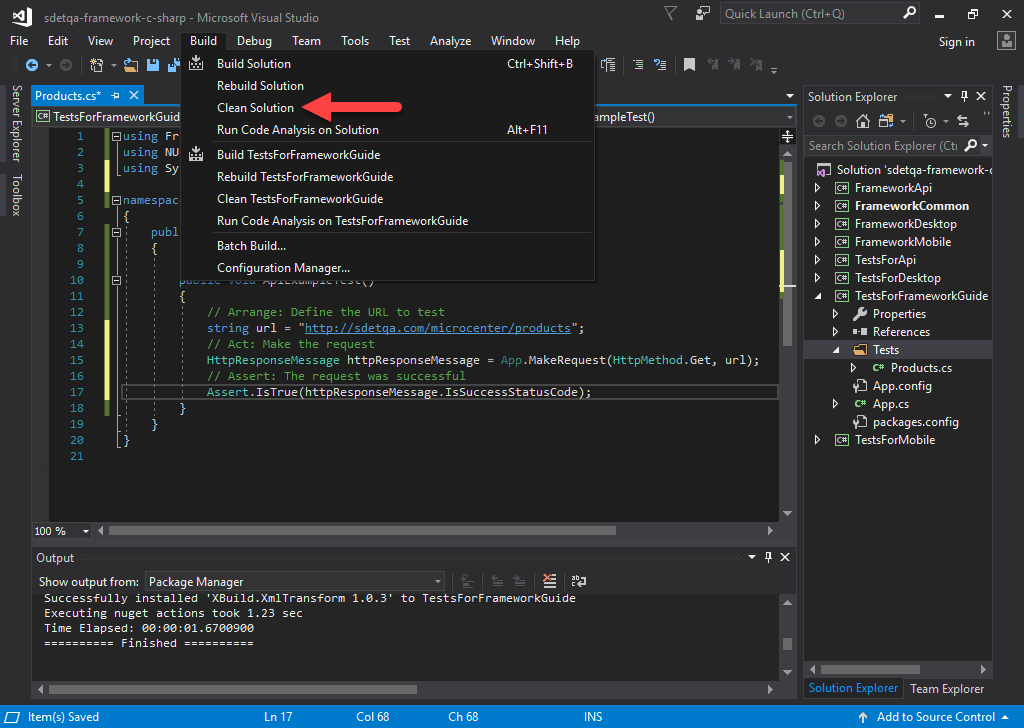 sdetqa-framework-c-sharp - Microsoft Visual Studio
Quick Launch (Ctrl+Q)
File Edit View Project Build Debug Team Tools Test Analyze Window Help
Sign in
Build Solution Ctrl+Shift+B
Rebuild Solution
Clean Solution
Run Code Analysis on Solution Alt+F11
Build TestsForFrameworkGuide
Rebuild TestsForFrameworkGuide
Clean TestsForFrameworkGuide
Run Code Analysis on TestsForFrameworkGuide
Batch Build...
Configuration Manager...
Server Explorer
Toolbox
Products.cs*
TestsForFrameworkGuid
ampleTest()
1 using Fr
2 using NU
3 using Sy
4
5 namespac
6 {
7 publ
8 {
9
10 public void ApiExampleTest()
11 {
12 // Arrange: Define the URL to test
13 string url = "http://sdetqa.com/microcenter/products";
14 // Act: Make the request
15 HttpResponseMessage httpResponseMessage = App.MakeRequest(HttpMethod.Get, url);
16 // Assert: The request was successful
17 Assert.IsTrue(httpResponseMessage.IsSuccessStatusCode);
18 }
19 }
20 }
21
100 %
Output
Show output from: Package Manager
Successfully installed 'XBuild.XmlTransform 1.0.3' to TestsForFrameworkGuide
Executing nuget actions took 1.23 sec
Time Elapsed: 00:00:01.6700900
========== Finished ==========
Solution Explorer
Search Solution Explorer (Ctr
Solution 'sdetqa-framework-c
C# FrameworkApi
C# FrameworkCommon
C# FrameworkDesktop
C# FrameworkMobile
C# TestsForApi
C# TestsForDesktop
C# TestsForFrameworkGuide
Properties
References
Tests
C# Products.cs
App.config
C# App.cs
packages.config
C# TestsForMobile
Solution Explorer Team Explorer
Properties
Item(s) Saved Ln 17 Col 68 Ch 68 INS Add to Source Control